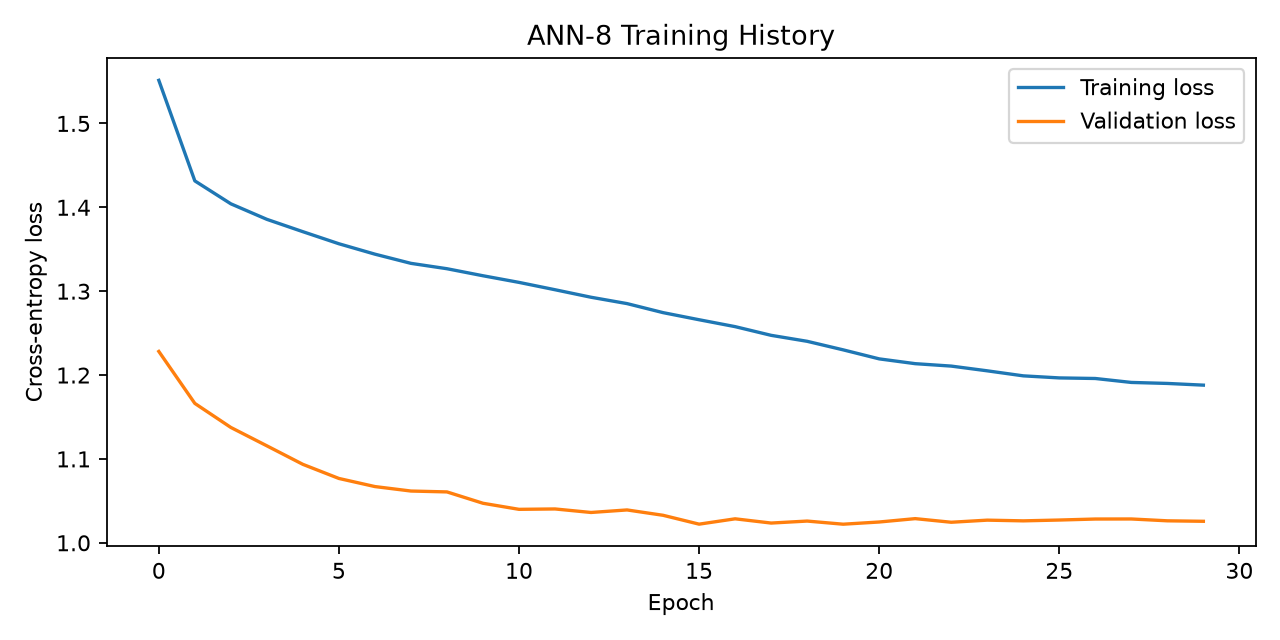 ANN-8 Training History
Training loss
Validation loss
Cross-entropy loss
1.5
1.4
1.3
1.2
1.1
1.0
0 5 10 15 20 25 30
Epoch